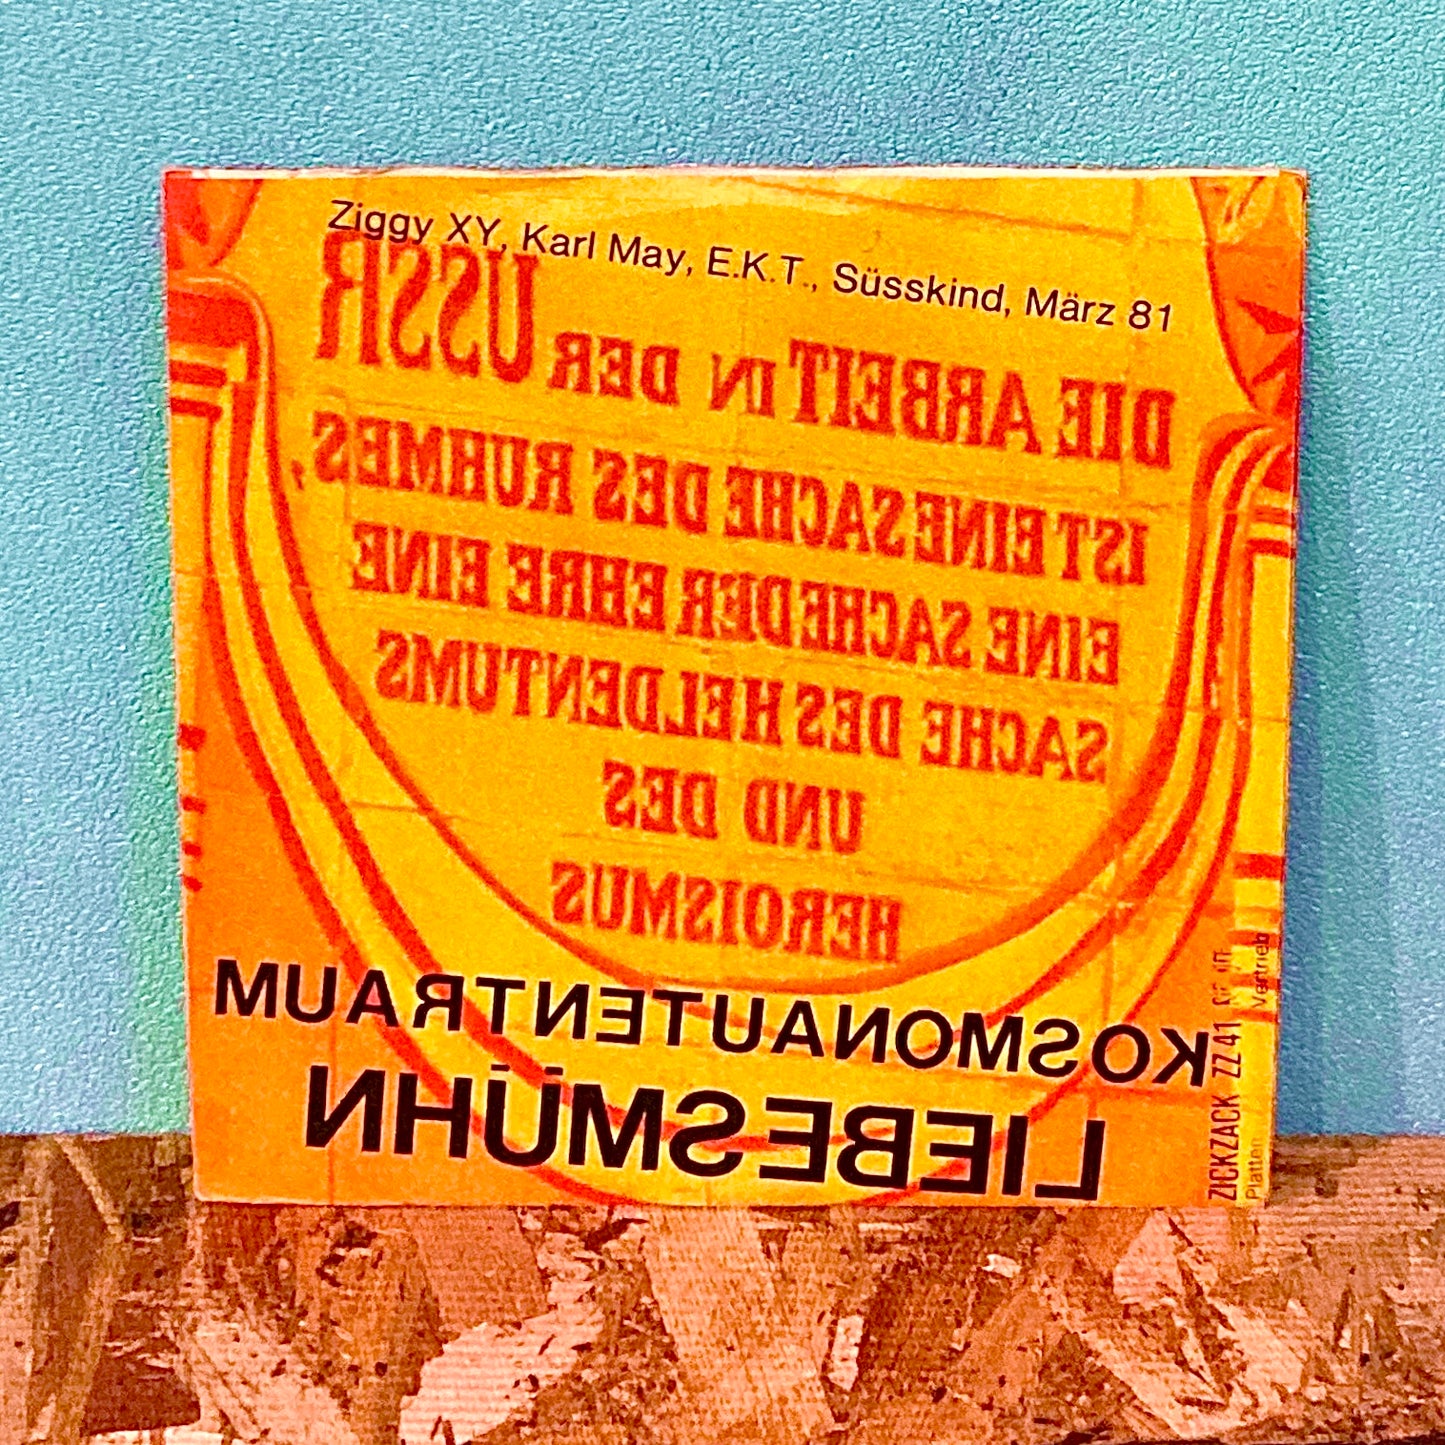 Ziggy XY, Karl May, E.K.T., Süsskind, März 81
DIE ARBEIT IN DER USSR
IST EINE SACHE DES RUHMES,
EINE SACHE DER EHRE EINE
SACHE DES HELDENTUMS
UND DES
HEROISMUS
KOSMONAUTENTRAUM
LIEBESMÜHN
ZICKZACK ZZ 41
Platten
Vertrieb